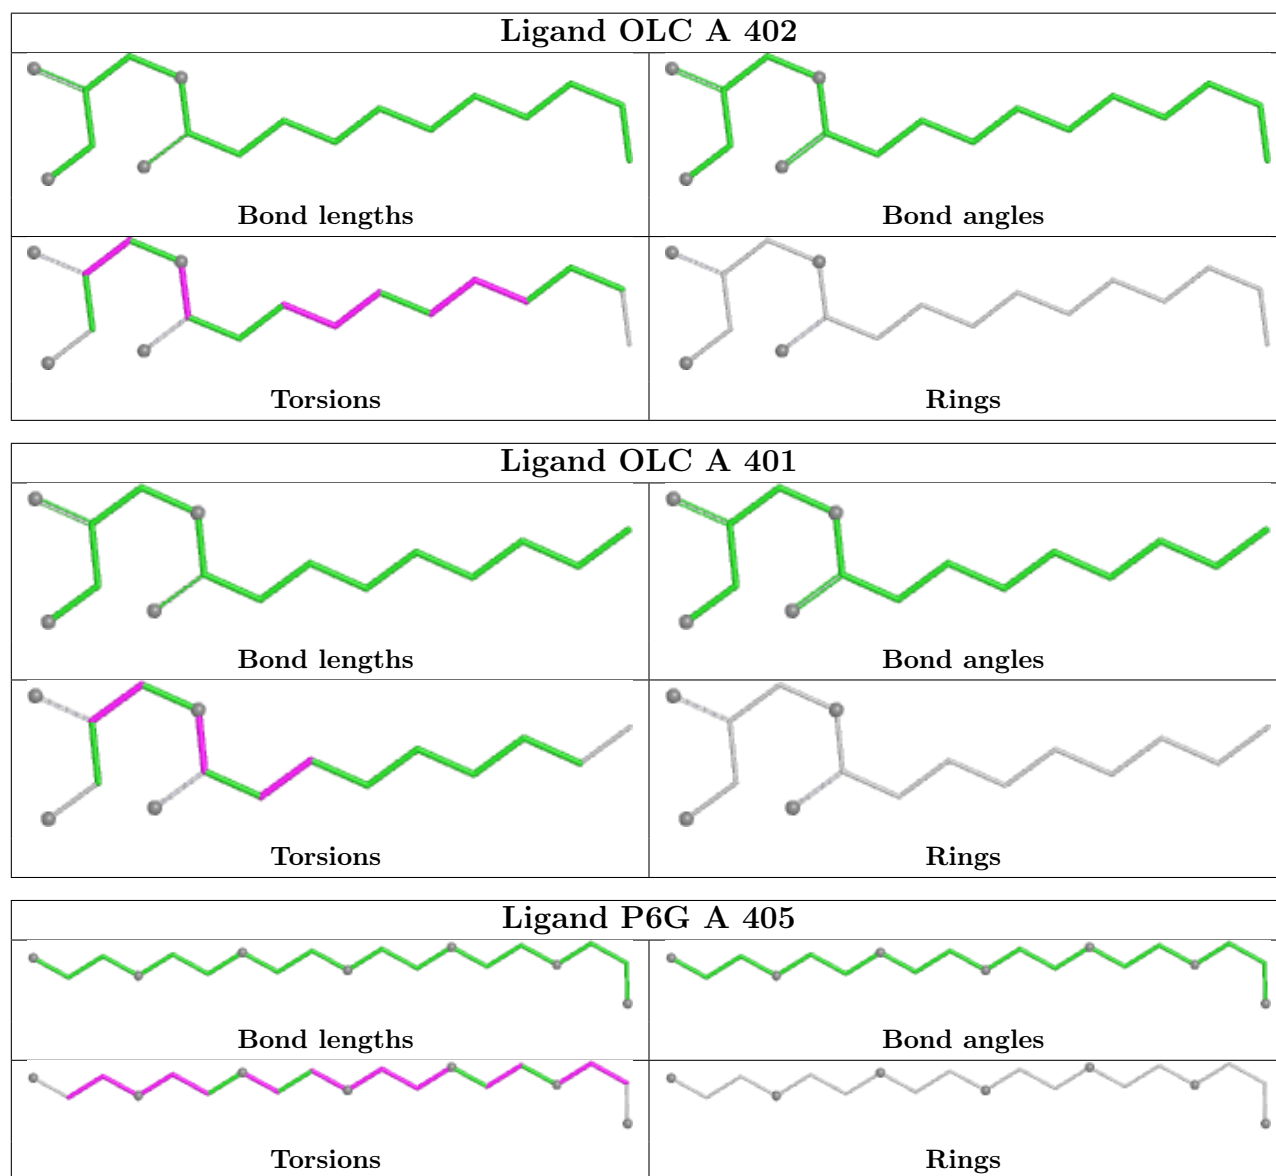 Ligand OLC A 402
Bond lengths
Bond angles
Torsions
Rings
Ligand OLC A 401
Bond lengths
Bond angles
Torsions
Rings
Ligand P6G A 405
Bond lengths
Bond angles
Torsions
Rings